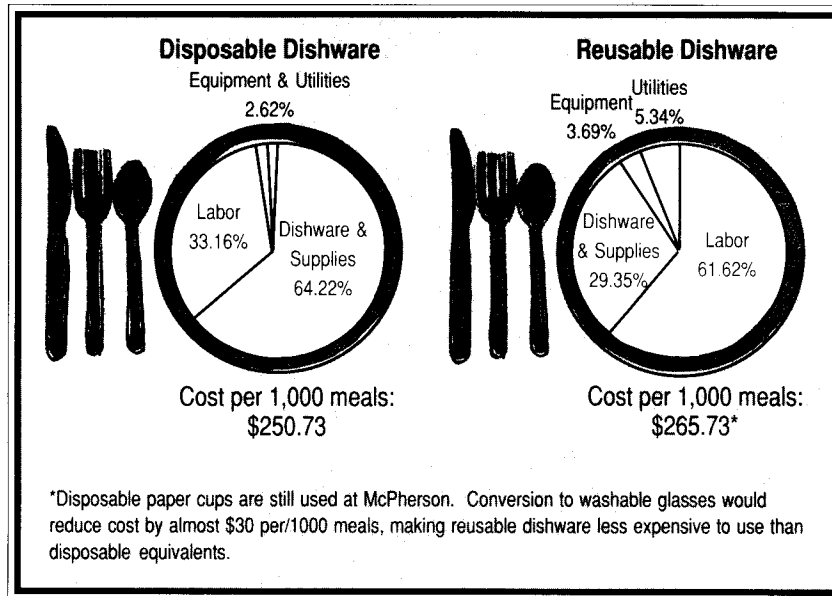 Disposable Dishware
Equipment & Utilities
2.62%
Labor
33.16%
Dishware &
Supplies
64.22%
Cost per 1,000 meals:
$250.73
Reusable Dishware
Utilities
5.34%
Equipment
3.69%
Dishware
& Supplies
29.35%
Labor
61.62%
Cost per 1,000 meals:
$265.73*
*Disposable paper cups are still used at McPherson. Conversion to washable glasses would
reduce cost by almost $30 per/1000 meals, making reusable dishware less expensive to use than
disposable equivalents.